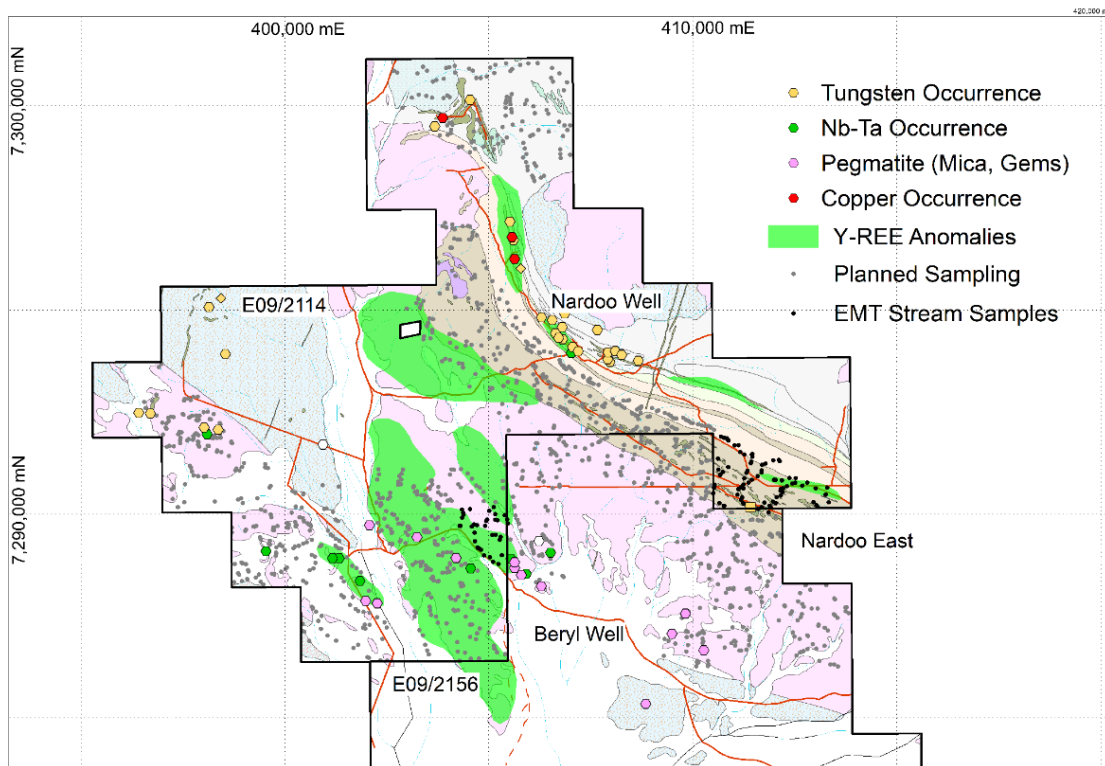 420,000 m
400,000 mE
410,000 mE
7,300,000 mN
7,290,000 mN
Tungsten Occurrence
Nb-Ta Occurrence
Pegmatite (Mica, Gems)
Copper Occurrence
Y-REE Anomalies
Planned Sampling
EMT Stream Samples
E09/2114
Nardoo Well
Nardoo East
Beryl Well
E09/2156